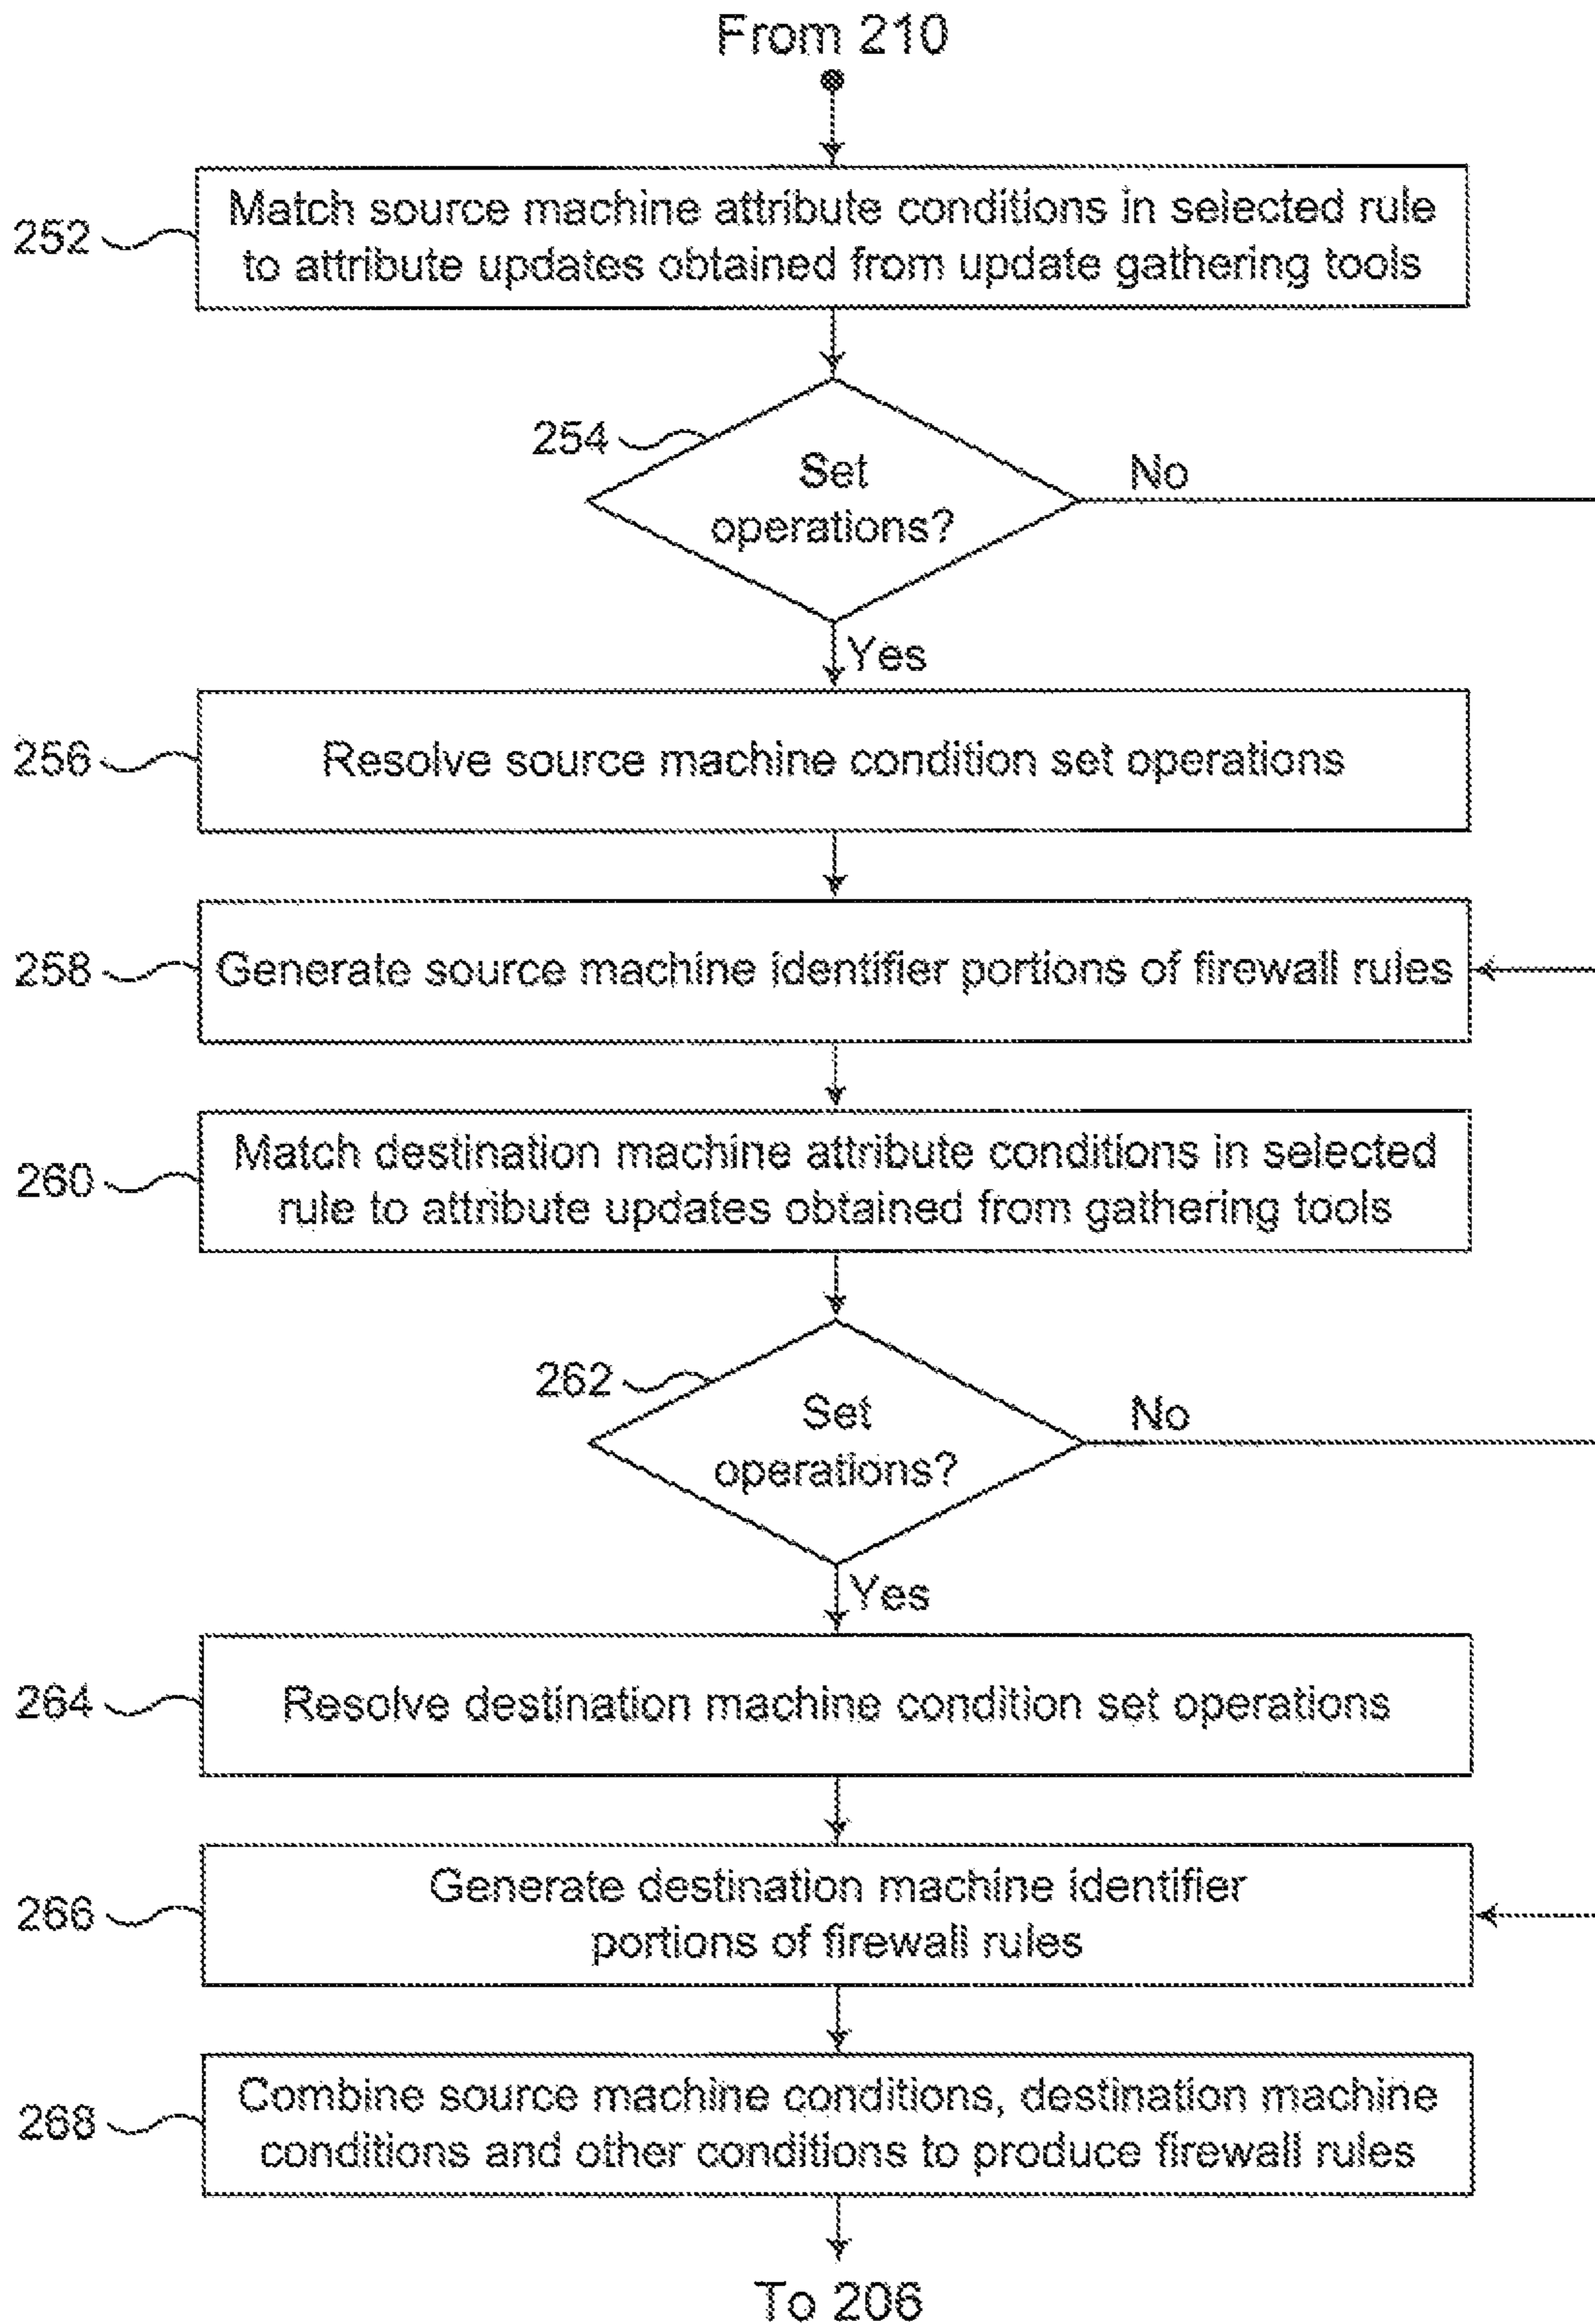 From 210
252
Match source machine attribute conditions in selected rule
to attribute updates obtained from update gathering tools
254
Set
operations?
No
Yes
256
Resolve source machine condition set operations
258
Generate source machine identifier portions of firewall rules
260
Match destination machine attribute conditions in selected
rule to attribute updates obtained from gathering tools
262
Set
operations?
No
Yes
264
Resolve destination machine condition set operations
266
Generate destination machine identifier
portions of firewall rules
268
Combine source machine conditions, destination machine
conditions and other conditions to produce firewall rules
To 206